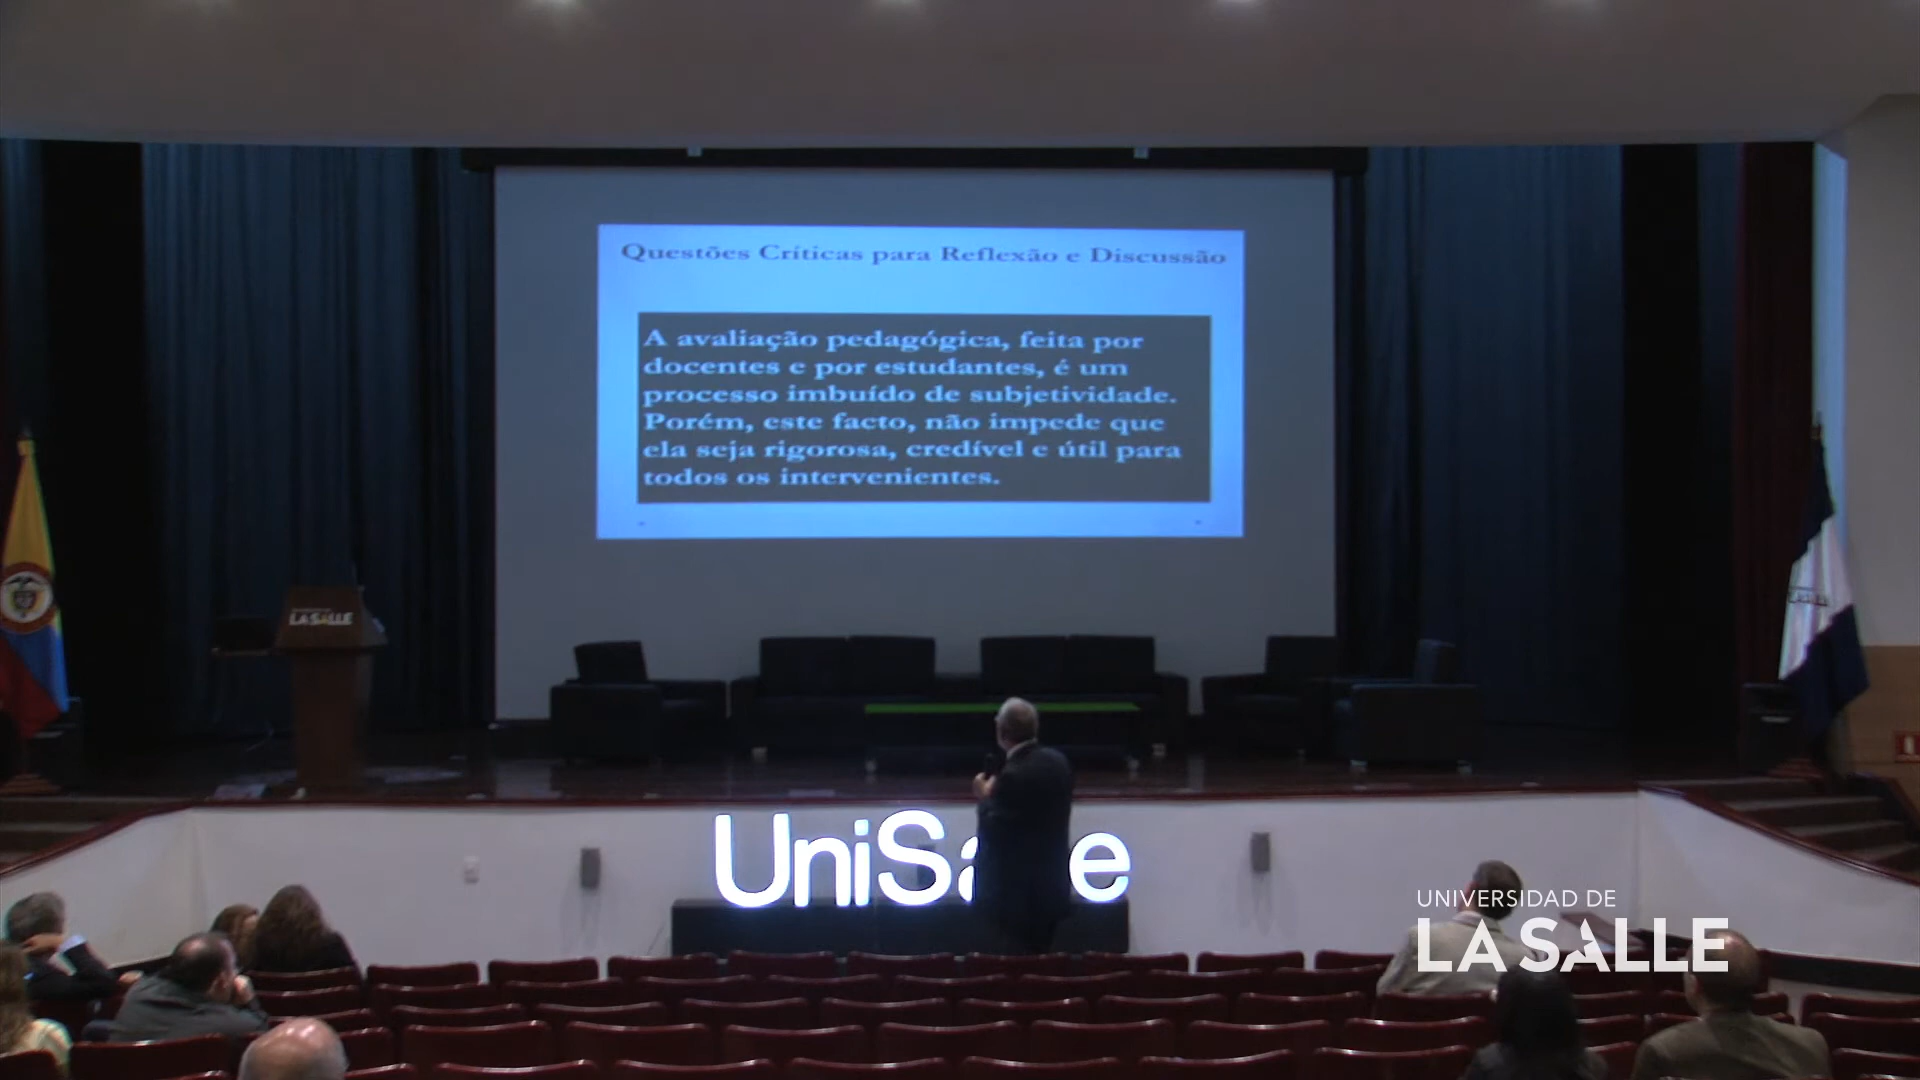 Questões Críticas para Reflexão e Discussão
A avaliação pedagógica, feita por
docentes e por estudantes, é um
processo imbuído de subjetividade.
Porém, este facto, não impede que
ela seja rigorosa, credível e útil para
todos os intervenientes.
LA SALLE
UniSa e
UNIVERSIDAD DE
LA SALLE